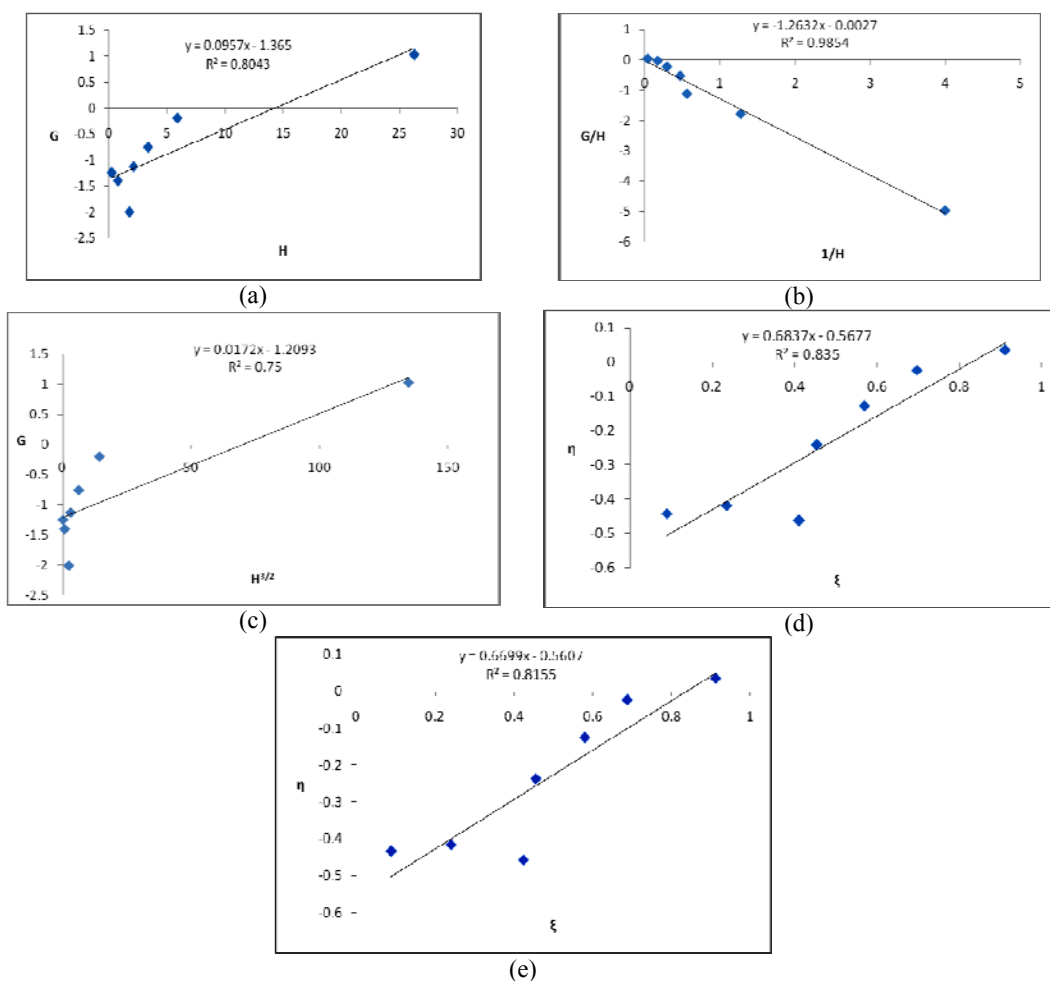 y = 0.0957x - 1.365
R² = 0.8043
1.5
1
0.5
0
-0.5
-1
-1.5
-2
-2.5
G
0 5 10 15 20 25 30
H
(a)
y = -1.2632x - 0.0027
R² = 0.9854
1
0
-1
-2
-3
-4
-5
-6
G/H
0 1 2 3 4 5
1/H
(b)
y = 0.0172x - 1.2093
R² = 0.75
1.5
1
0.5
0
-0.5
-1
-1.5
-2
-2.5
G
0 50 100 150
H³/²
(c)
y = 0.6837x - 0.5677
R² = 0.835
0.1
0
-0.1
-0.2
-0.3
-0.4
-0.5
-0.6
η
0 0.2 0.4 0.6 0.8 1
ξ
(d)
y = 0.6699x - 0.5607
R² = 0.8155
0.1
0
-0.1
-0.2
-0.3
-0.4
-0.5
-0.6
η
0 0.2 0.4 0.6 0.8 1
ξ
(e)